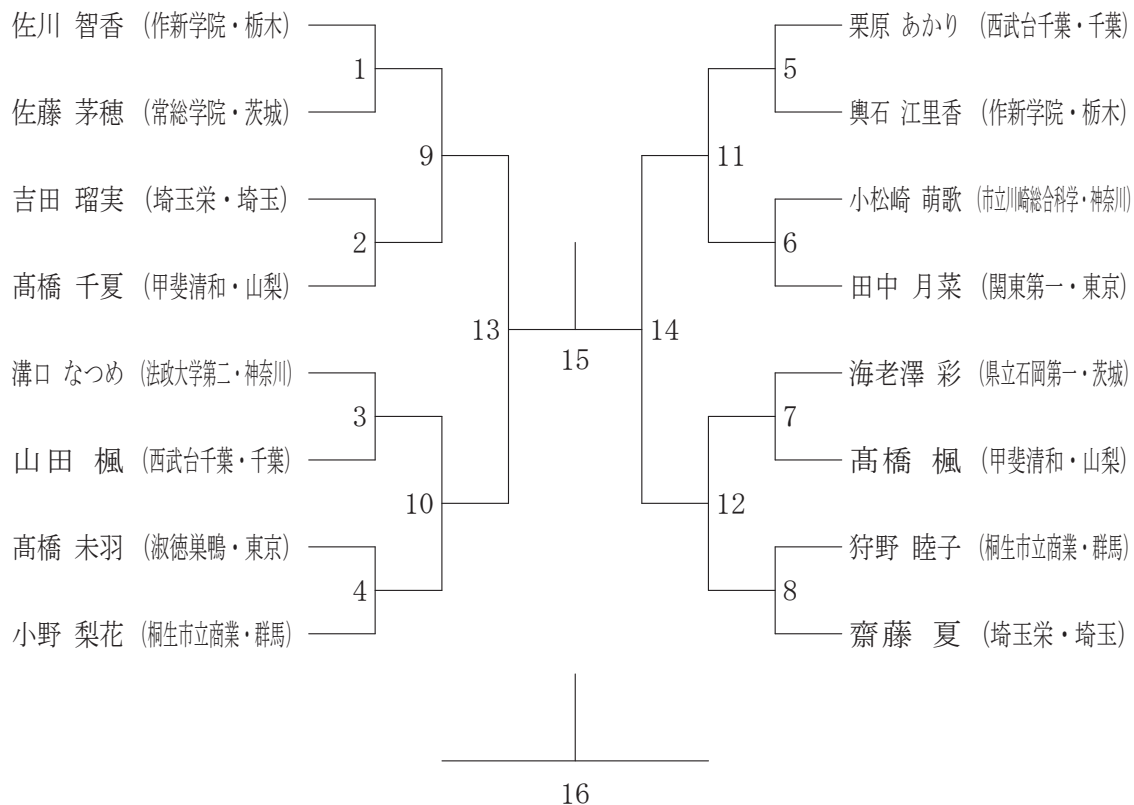 佐川 智香 (作新学院・栃木)
1
佐藤 茅穂 (常総学院・茨城)
9
吉田 瑠実 (埼玉栄・埼玉)
2
髙橋 千夏 (甲斐清和・山梨)
13
溝口 なつめ (法政大学第二・神奈川)
3
山田 楓 (西武台千葉・千葉)
10
髙橋 未羽 (淑徳巣鴨・東京)
4
小野 梨花 (桐生市立商業・群馬)
15
栗原 あかり (西武台千葉・千葉)
5
輿石 江里香 (作新学院・栃木)
11
小松崎 萌歌 (市立川崎総合科学・神奈川)
6
田中 月菜 (関東第一・東京)
14
海老澤 彩 (県立石岡第一・茨城)
7
髙橋 楓 (甲斐清和・山梨)
12
狩野 睦子 (桐生市立商業・群馬)
8
齋藤 夏 (埼玉栄・埼玉)
16